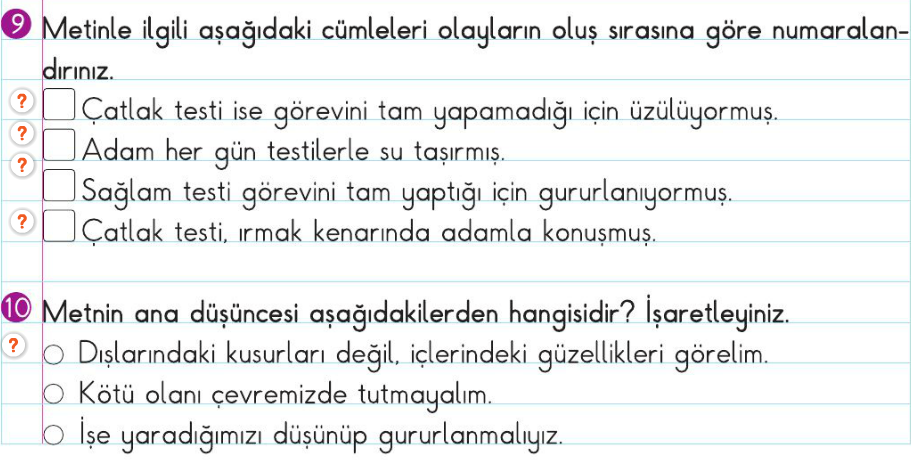 9 Metinle ilgili aşağıdaki cümleleri olayların oluş sırasına göre numaralan-
dırınız.
? Çatlak testi ise görevini tam yapamadığı için üzülüyormuş.
? Adam her gün testilerle su taşırmış.
? Sağlam testi görevini tam yaptığı için gururlanıyormuş.
? Çatlak testi, ırmak kenarında adamla konuşmuş.
10 Metnin ana düşüncesi aşağıdakilerden hangisidir? İşaretleyiniz.
? Dışlarındaki kusurları değil, içlerindeki güzellikleri görelim.
Kötü olanı çevremizde tutmayalım.
İşe yaradığımızı düşünüp gururlanmalıyız.